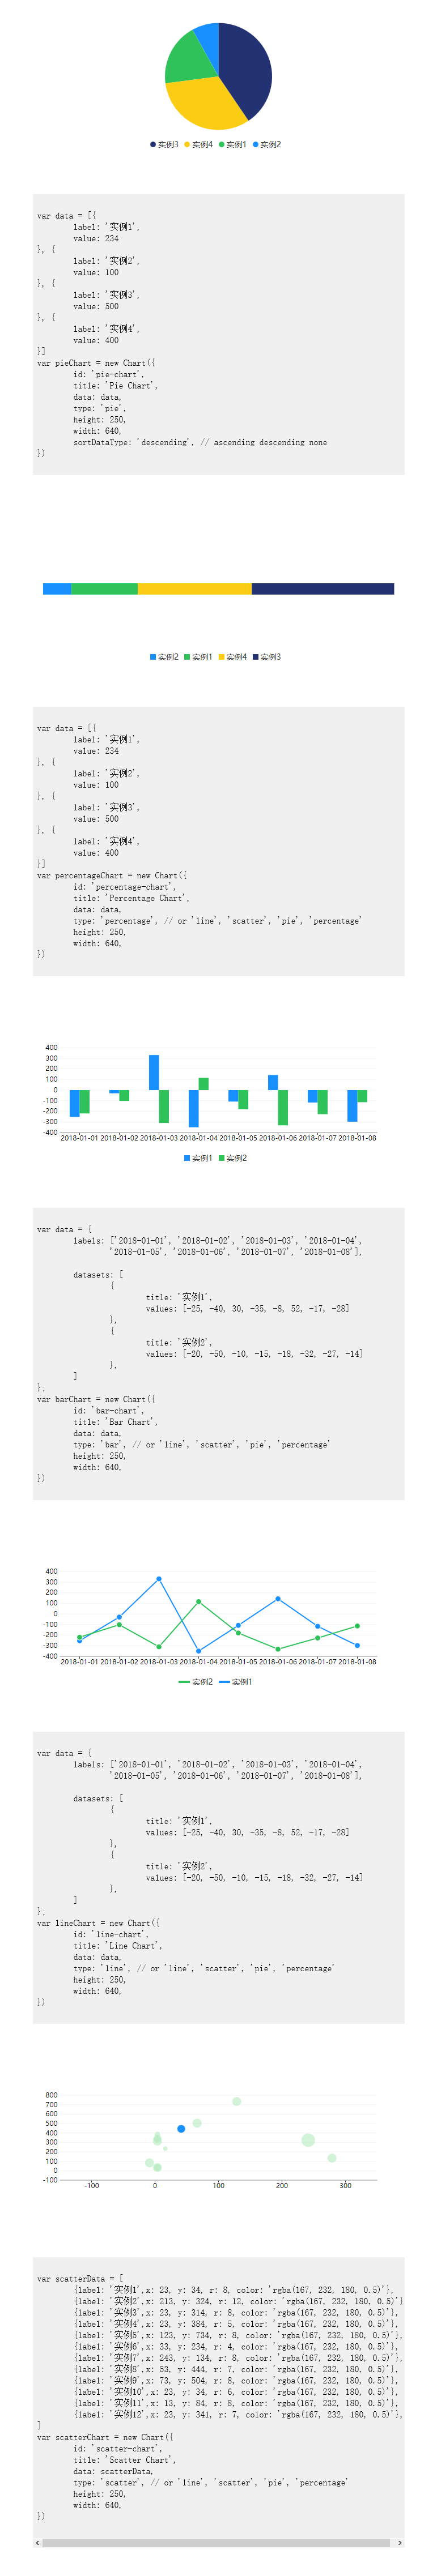 实例3 实例4 实例1 实例2
var data = [{
label: '实例1',
value: 234
}, {
label: '实例2',
value: 100
}, {
label: '实例3',
value: 500
}, {
label: '实例4',
value: 400
}]
var pieChart = new Chart({
id: 'pie-chart',
title: 'Pie Chart',
data: data,
type: 'pie',
height: 250,
width: 640,
sortDataType: 'descending', // ascending descending none
})
实例2 实例1 实例4 实例3
var data = [{
label: '实例1',
value: 234
}, {
label: '实例2',
value: 100
}, {
label: '实例3',
value: 500
}, {
label: '实例4',
value: 400
}]
var percentageChart = new Chart({
id: 'percentage-chart',
title: 'Percentage Chart',
data: data,
type: 'percentage', // or 'line', 'scatter', 'pie', 'percentage'
height: 250,
width: 640,
})
400
300
200
100
0
-100
-200
-300
-400
2018-01-01 2018-01-02 2018-01-03 2018-01-04 2018-01-05 2018-01-06 2018-01-07 2018-01-08
实例1 实例2
var data = {
labels: ['2018-01-01', '2018-01-02', '2018-01-03', '2018-01-04',
'2018-01-05', '2018-01-06', '2018-01-07', '2018-01-08'],
datasets: [
{
title: '实例1',
values: [-25, -40, 30, -35, -8, 52, -17, -28]
},
{
title: '实例2',
values: [-20, -50, -10, -15, -18, -32, -27, -14]
},
]
};
var barChart = new Chart({
id: 'bar-chart',
title: 'Bar Chart',
data: data,
type: 'bar', // or 'line', 'scatter', 'pie', 'percentage'
height: 250,
width: 640,
})
400
300
200
100
0
-100
-200
-300
-400
2018-01-01 2018-01-02 2018-01-03 2018-01-04 2018-01-05 2018-01-06 2018-01-07 2018-01-08
实例2 实例1
var data = {
labels: ['2018-01-01', '2018-01-02', '2018-01-03', '2018-01-04',
'2018-01-05', '2018-01-06', '2018-01-07', '2018-01-08'],
datasets: [
{
title: '实例1',
values: [-25, -40, 30, -35, -8, 52, -17, -28]
},
{
title: '实例2',
values: [-20, -50, -10, -15, -18, -32, -27, -14]
},
]
};
var lineChart = new Chart({
id: 'line-chart',
title: 'Line Chart',
data: data,
type: 'line', // or 'line', 'scatter', 'pie', 'percentage'
height: 250,
width: 640,
})
800
700
600
500
400
300
200
100
0
-100
-100 0 100 200 300
var scatterData = [
{label: '实例1',x: 23, y: 34, r: 8, color: 'rgba(167, 232, 180, 0.5)'},
{label: '实例2',x: 213, y: 324, r: 12, color: 'rgba(167, 232, 180, 0.5)'}
{label: '实例3',x: 23, y: 314, r: 8, color: 'rgba(167, 232, 180, 0.5)'},
{label: '实例4',x: 23, y: 384, r: 5, color: 'rgba(167, 232, 180, 0.5)'},
{label: '实例5',x: 123, y: 734, r: 8, color: 'rgba(167, 232, 180, 0.5)'},
{label: '实例6',x: 33, y: 234, r: 4, color: 'rgba(167, 232, 180, 0.5)'},
{label: '实例7',x: 243, y: 134, r: 8, color: 'rgba(167, 232, 180, 0.5)'},
{label: '实例8',x: 53, y: 444, r: 7, color: 'rgba(167, 232, 180, 0.5)'},
{label: '实例9',x: 73, y: 504, r: 8, color: 'rgba(167, 232, 180, 0.5)'},
{label: '实例10',x: 23, y: 34, r: 6, color: 'rgba(167, 232, 180, 0.5)'},
{label: '实例11',x: 13, y: 84, r: 8, color: 'rgba(167, 232, 180, 0.5)'},
{label: '实例12',x: 23, y: 341, r: 7, color: 'rgba(167, 232, 180, 0.5)'},
]
var scatterChart = new Chart({
id: 'scatter-chart',
title: 'Scatter Chart',
data: scatterData,
type: 'scatter', // or 'line', 'scatter', 'pie', 'percentage'
height: 250,
width: 640,
})